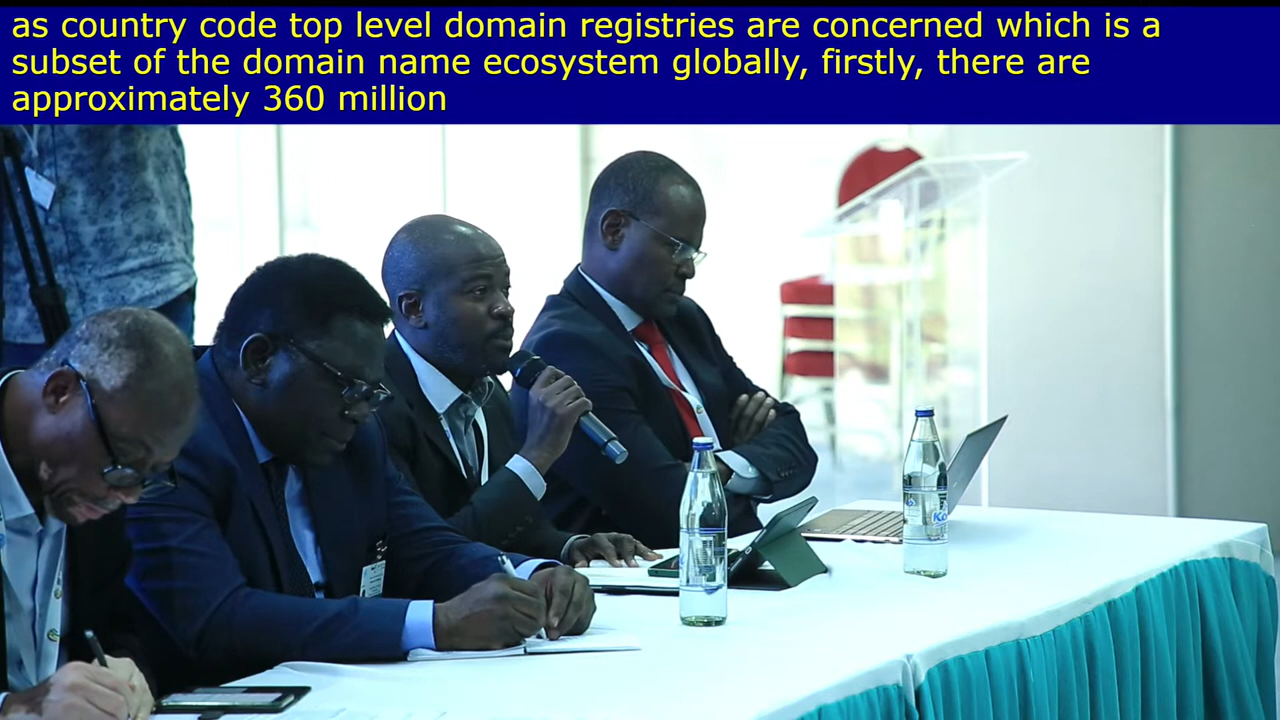 as country code top level domain registries are concerned which is a
subset of the domain name ecosystem globally, firstly, there are
approximately 360 million